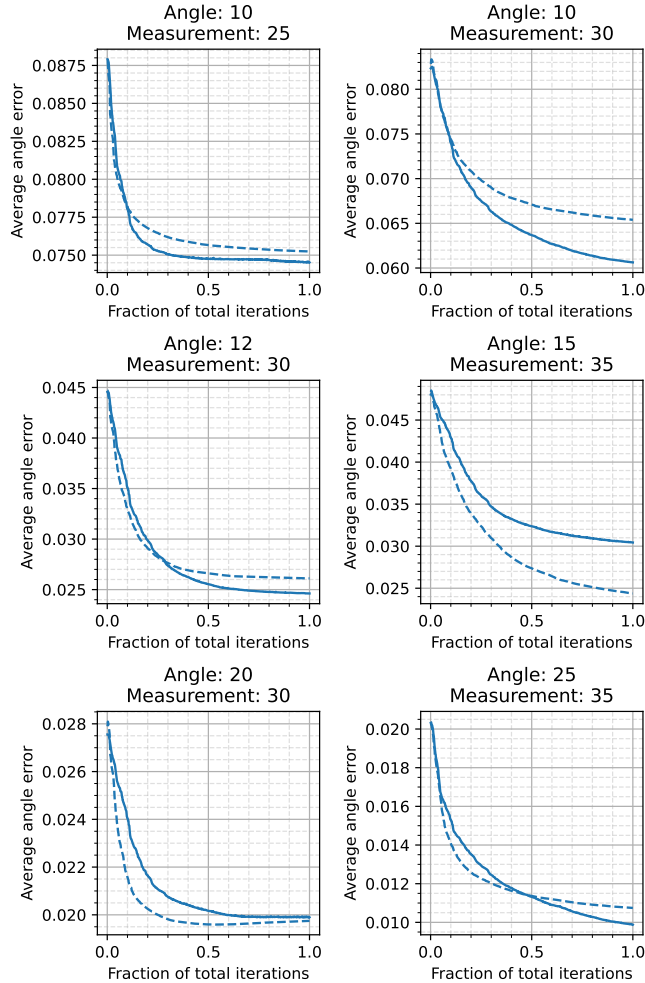 Angle: 10
Measurement: 25
Average angle error
0.0875
0.0850
0.0825
0.0800
0.0775
0.0750
0.0
0.5
1.0
Fraction of total iterations
Angle: 10
Measurement: 30
Average angle error
0.080
0.075
0.070
0.065
0.060
0.0
0.5
1.0
Fraction of total iterations
Angle: 12
Measurement: 30
Average angle error
0.045
0.040
0.035
0.030
0.025
0.0
0.5
1.0
Fraction of total iterations
Angle: 15
Measurement: 35
Average angle error
0.045
0.040
0.035
0.030
0.025
0.0
0.5
1.0
Fraction of total iterations
Angle: 20
Measurement: 30
Average angle error
0.028
0.026
0.024
0.022
0.020
0.0
0.5
1.0
Fraction of total iterations
Angle: 25
Measurement: 35
Average angle error
0.020
0.018
0.016
0.014
0.012
0.010
0.0
0.5
1.0
Fraction of total iterations